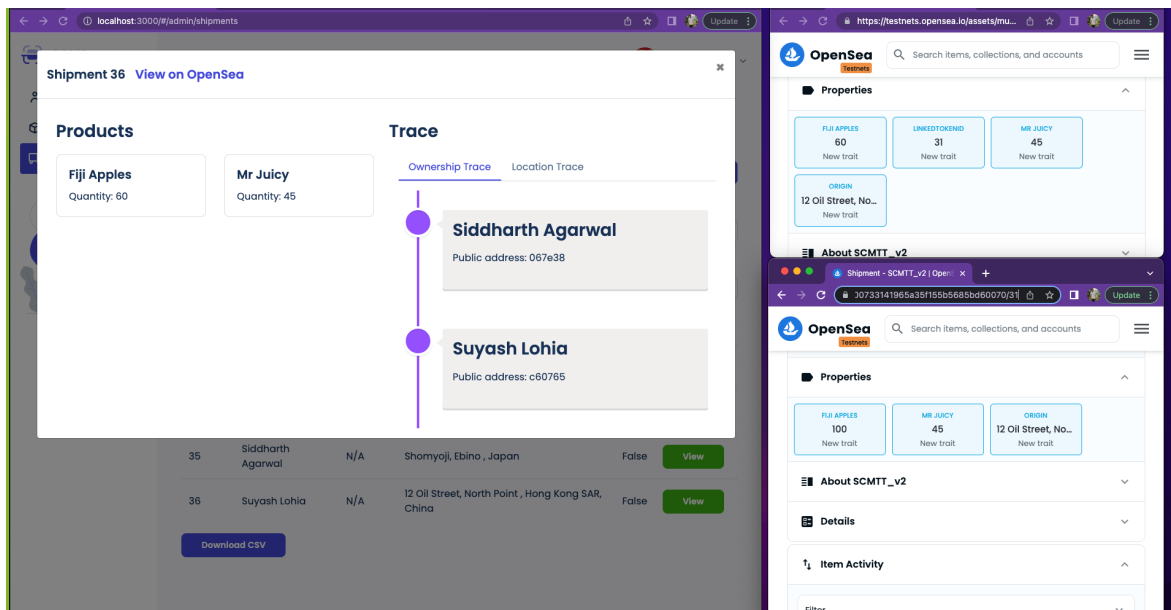 localhost:3000/#/admin/shipments
Update
Shipment 36 View on OpenSea
×
Products
Fiji Apples
Quantity: 60
Mr Juicy
Quantity: 45
Trace
Ownership Trace Location Trace
Siddharth Agarwal
Public address: 067e38
Suyash Lohia
Public address: c60765
35 Siddharth Agarwal N/A Shomyoji, Ebino , Japan False View
36 Suyash Lohia N/A 12 Oil Street, North Point , Hong Kong SAR, China False View
Download CSV
https://testnets.opensea.io/assets/mu...
Update
OpenSea
Testnets
Search items, collections, and accounts
Properties
FIJI APPLES
60
New trait
LINKEDTOKENID
31
New trait
MR JUICY
45
New trait
ORIGIN
12 Oil Street, No...
New trait
About SCMTT_v2
Shipment - SCMTT_v2 | Open
× +
)0733141965a35f155b5685bd60070/31
Update
OpenSea
Testnets
Search items, collections, and accounts
Properties
FIJI APPLES
100
New trait
MR JUICY
45
New trait
ORIGIN
12 Oil Street, No...
New trait
About SCMTT_v2
Details
Item Activity
Filter